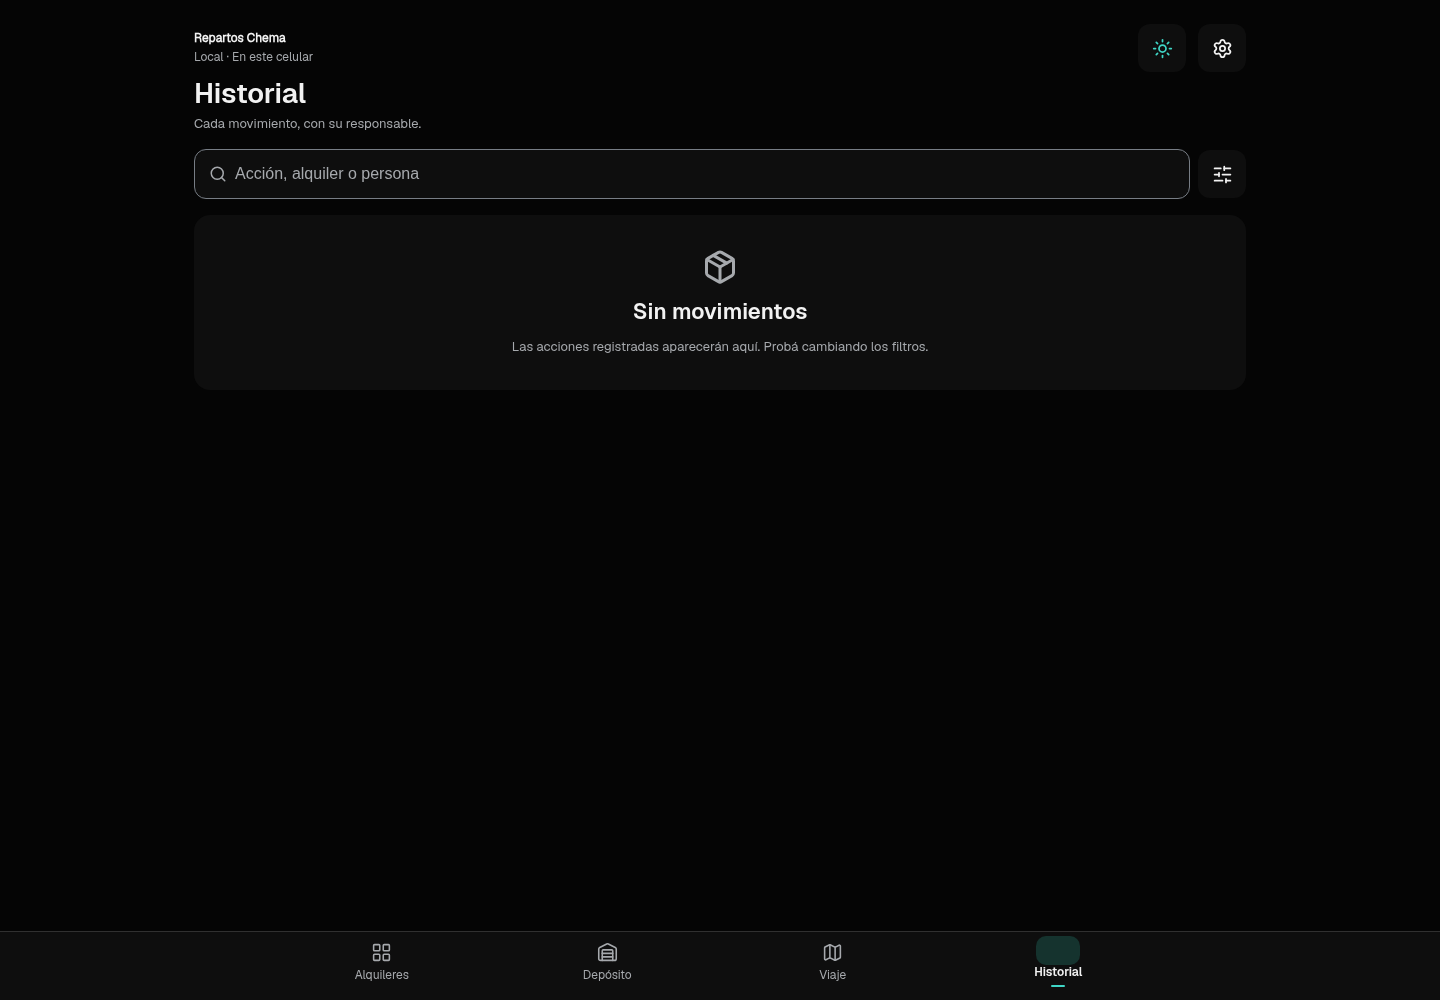 Repartos Chema
Local · En este celular
Historial
Cada movimiento, con su responsable.
Acción, alquiler o persona
Sin movimientos
Las acciones registradas aparecerán aquí. Probá cambiando los filtros.
Alquileres
Depósito
Viaje
Historial